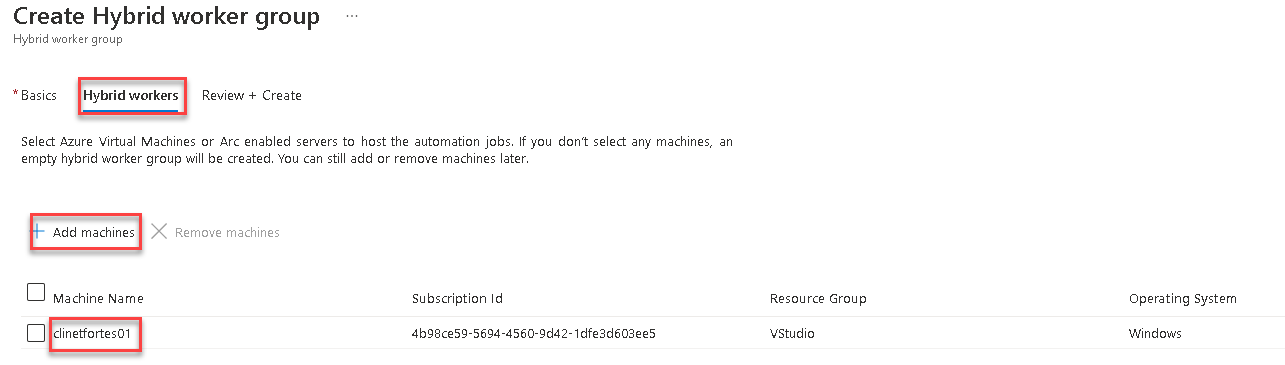 Create Hybrid worker group ...
Hybrid worker group
* Basics Hybrid workers Review + Create
Select Azure Virtual Machines or Arc enabled servers to host the automation jobs. If you don't select any machines, an
empty hybrid worker group will be created. You can still add or remove machines later.
+ Add machines Remove machines
Machine Name Subscription Id Resource Group Operating System
clinetfortes01 4b98ce59-5694-4560-9d42-1dfe3d603ee5 VStudio Windows